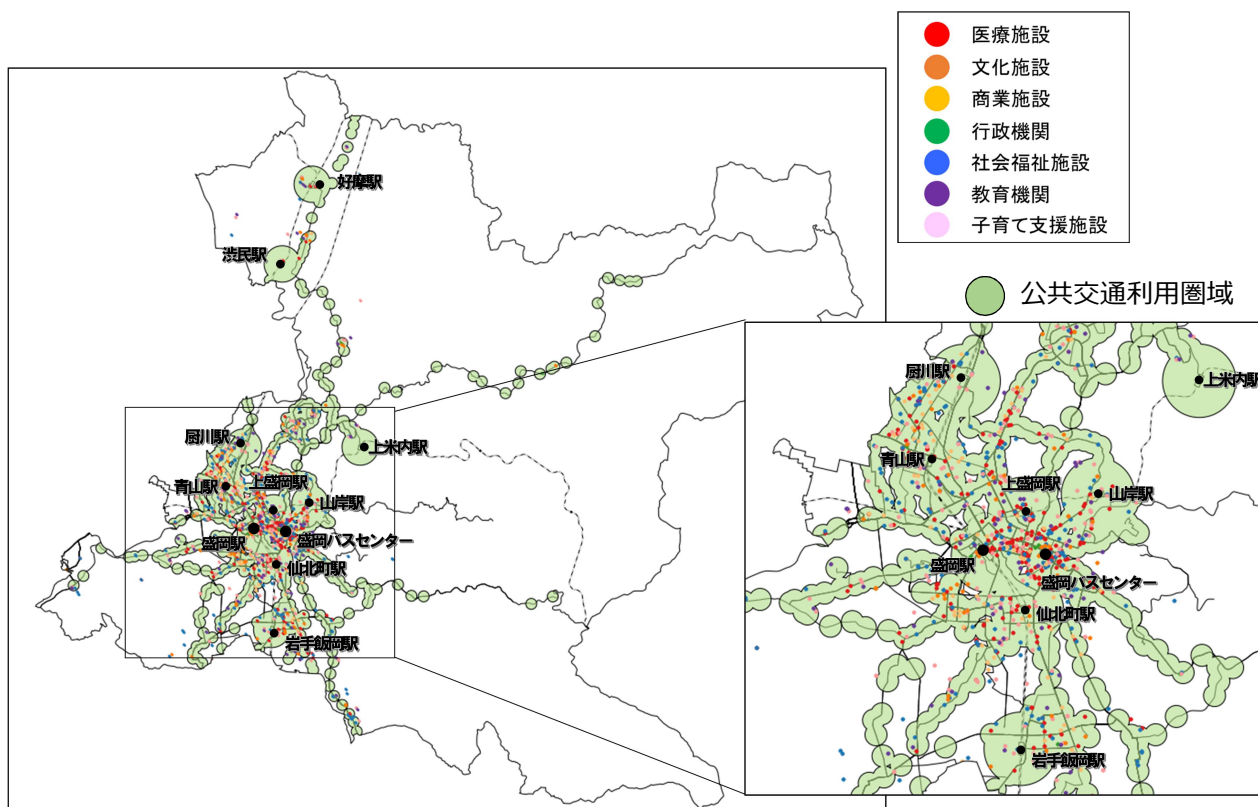 医療施設
文化施設
商業施設
行政機関
社会福祉施設
教育機関
子育て支援施設
公共交通利用圏域
好摩駅
渋民駅
厨川駅
上米内駅
青山駅
上盛岡駅
山岸駅
盛岡駅
盛岡バスセンター
仙北町駅
岩手飯岡駅
厨川駅
上米内駅
青山駅
上盛岡駅
山岸駅
盛岡駅
盛岡バスセンター
仙北町駅
岩手飯岡駅